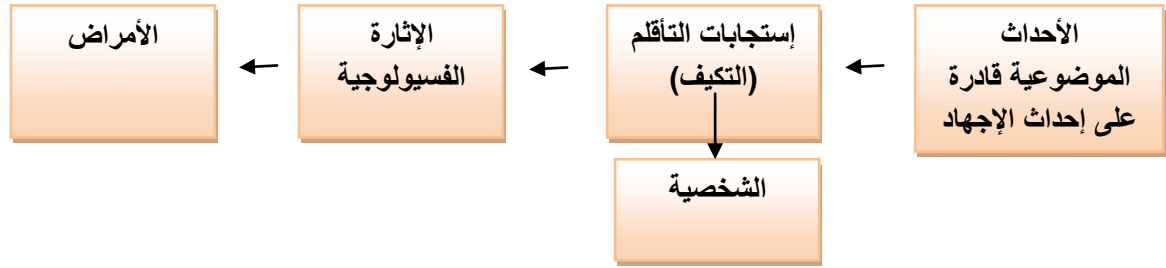 الأحداث
الموضوعية قادرة
على إحداث الإجهاد
إستجابات التأقلم
(التكيف)
الإثارة
الفسيولوجية
الأمراض
الشخصية